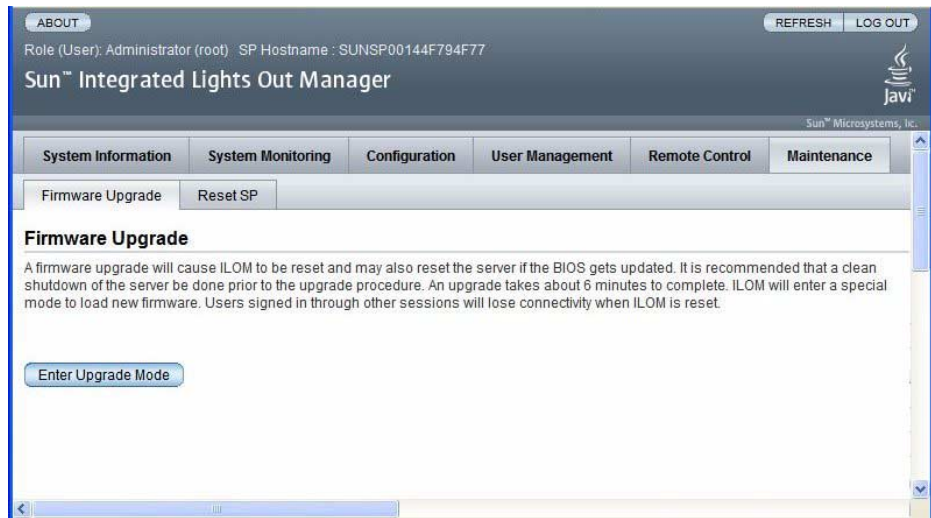 ABOUT
REFRESH LOG OUT
Role (User): Administrator (root) SP Hostname : SUNSP00144F794F77
Sun™ Integrated Lights Out Manager
Java™
Sun™ Microsystems, Inc.
System Information System Monitoring Configuration User Management Remote Control Maintenance
Firmware Upgrade Reset SP
Firmware Upgrade
A firmware upgrade will cause ILOM to be reset and may also reset the server if the BIOS gets updated. It is recommended that a clean
shutdown of the server be done prior to the upgrade procedure. An upgrade takes about 6 minutes to complete. ILOM will enter a special
mode to load new firmware. Users signed in through other sessions will lose connectivity when ILOM is reset.
Enter Upgrade Mode